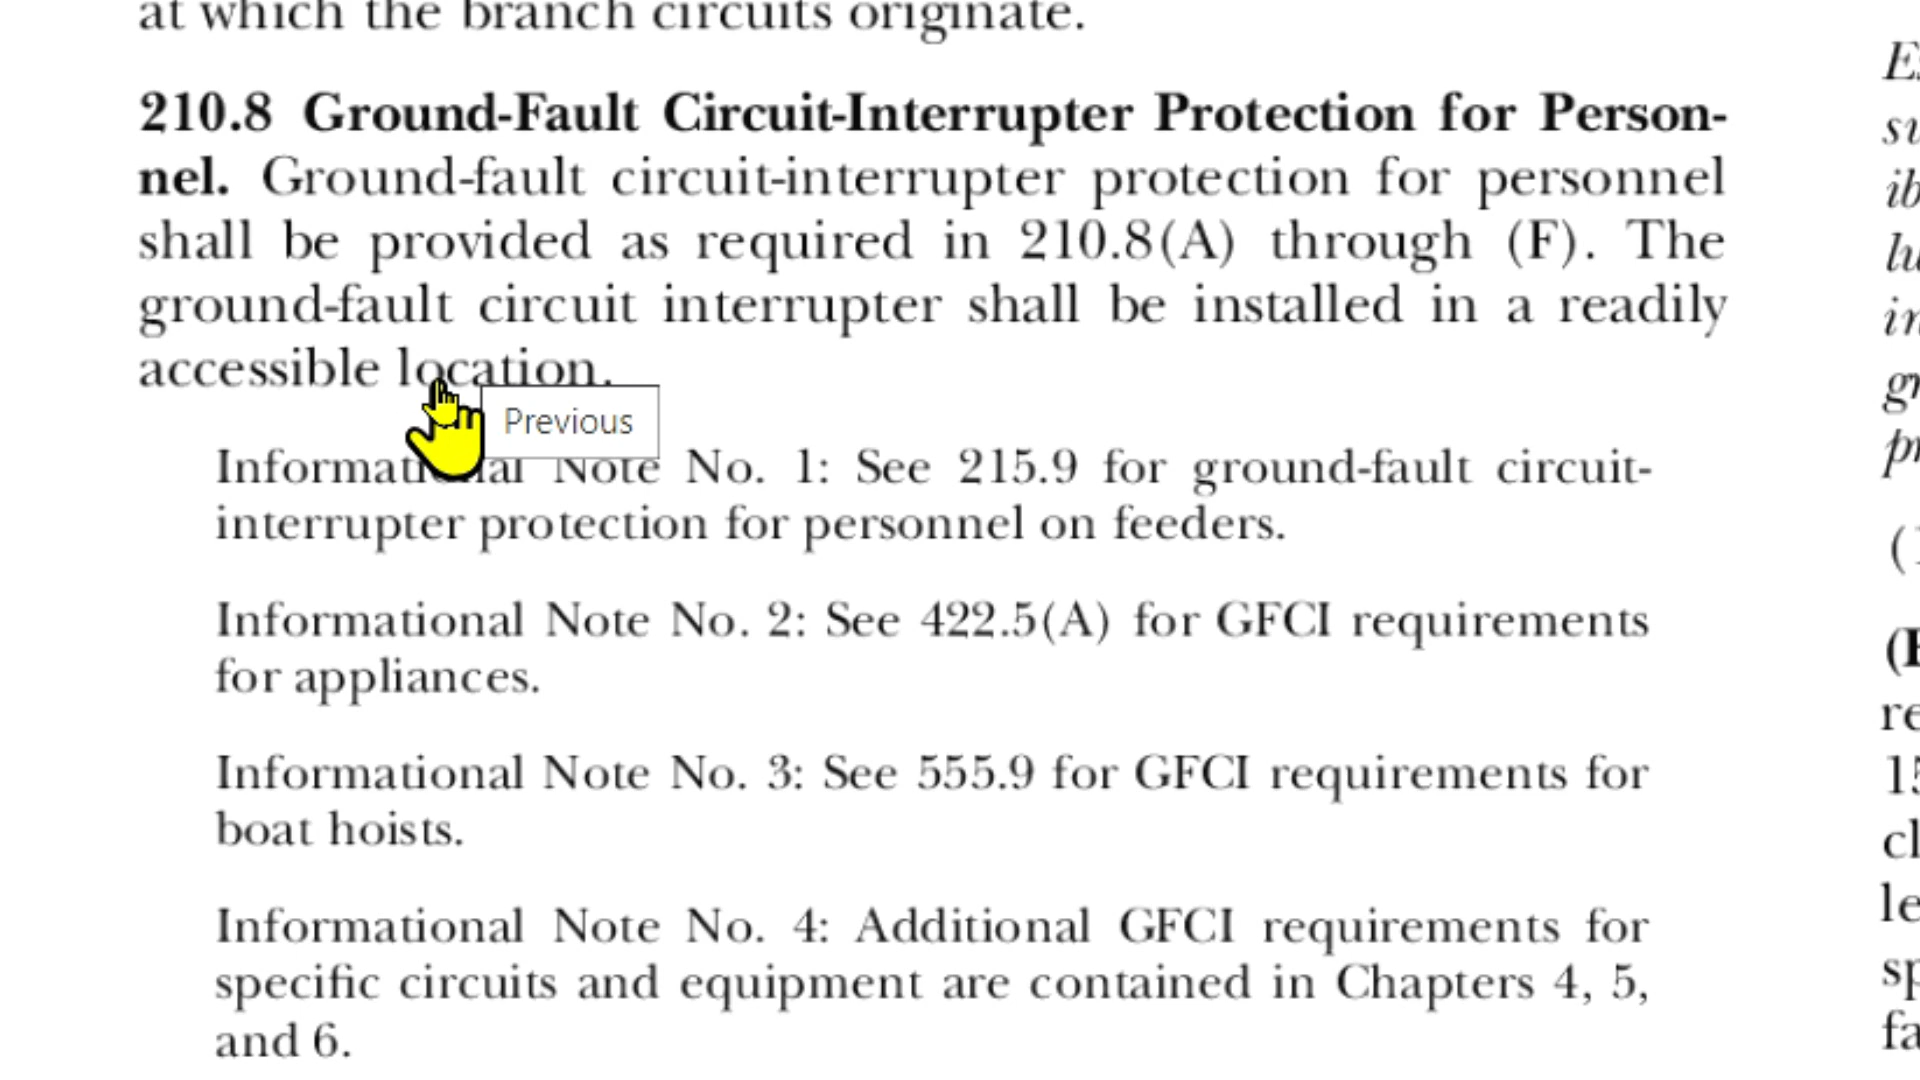 at which the branch circuits originate.
210.8 Ground-Fault Circuit-Interrupter Protection for Person-
nel. Ground-fault circuit-interrupter protection for personnel
shall be provided as required in 210.8(A) through (F). The
ground-fault circuit interrupter shall be installed in a readily
accessible location.
Previous
Informational Note No. 1: See 215.9 for ground-fault circuit-
interrupter protection for personnel on feeders.
Informational Note No. 2: See 422.5(A) for GFCI requirements
for appliances.
Informational Note No. 3: See 555.9 for GFCI requirements for
boat hoists.
Informational Note No. 4: Additional GFCI requirements for
specific circuits and equipment are contained in Chapters 4, 5,
and 6.